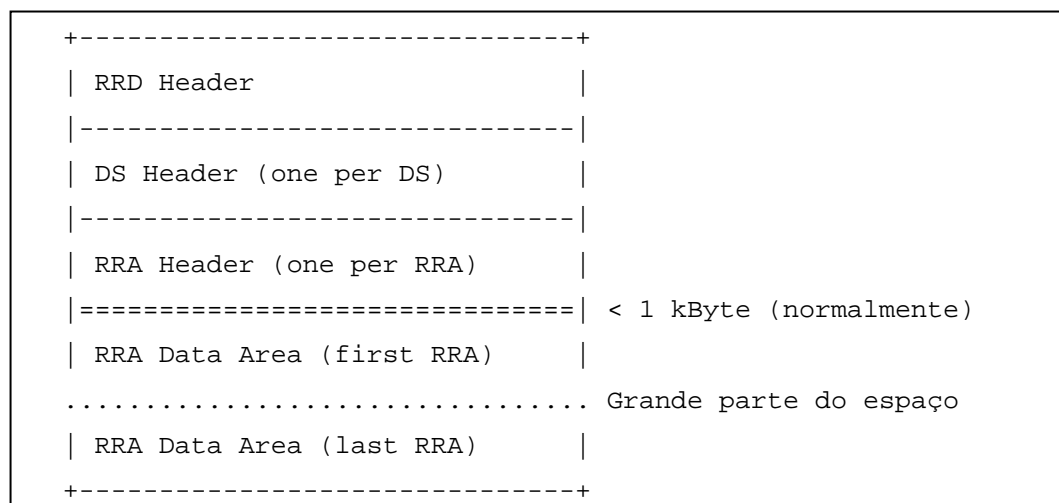 +-------------------------------+
| RRD Header |
|-------------------------------|
| DS Header (one per DS) |
|-------------------------------|
| RRA Header (one per RRA) |
|===============================| < 1 kByte (normalmente)
| RRA Data Area (first RRA) |
................................. Grande parte do espaço
| RRA Data Area (last RRA) |
+-------------------------------+